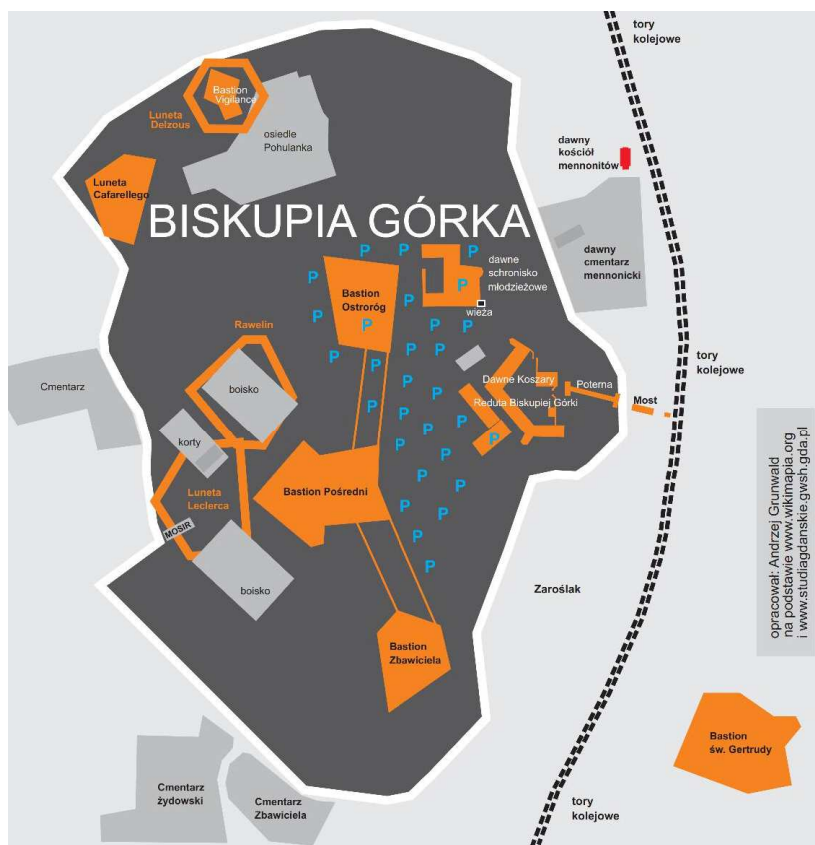 tory
kolejowe
Bastion
Vigilance
Luneta
Delzous
osiedle
Pohulanka
dawny
kościół
mennonitów
Luneta
Cafarellego
BISKUPIA GÓRKA
dawny
cmentarz
mennonicki
P
P
P
P
dawne
schronisko
młodzieżowe
P
P
Bastion
Ostroróg
P
wieża
P
P
P
P
Rawelin
P
P
P
tory
kolejowe
Cmentarz
boisko
Dawne Koszary
Poterna
P
P
Most
Reduta Biskupiej Górki
P
P
P
korty
P
P
P
P
Bastion Pośredni
P
P
Luneta
Leclerca
P
P
MOSIR
P
P
boisko
Zaroślak
opracował: Andrzej Grunwald
na podstawie www.wikimapia.org
i www.studiagdanskie.gwsh.gda.pl
Bastion
Zbawiciela
Bastion
św. Gertrudy
Cmentarz
żydowski
Cmentarz
Zbawiciela
tory
kolejowe